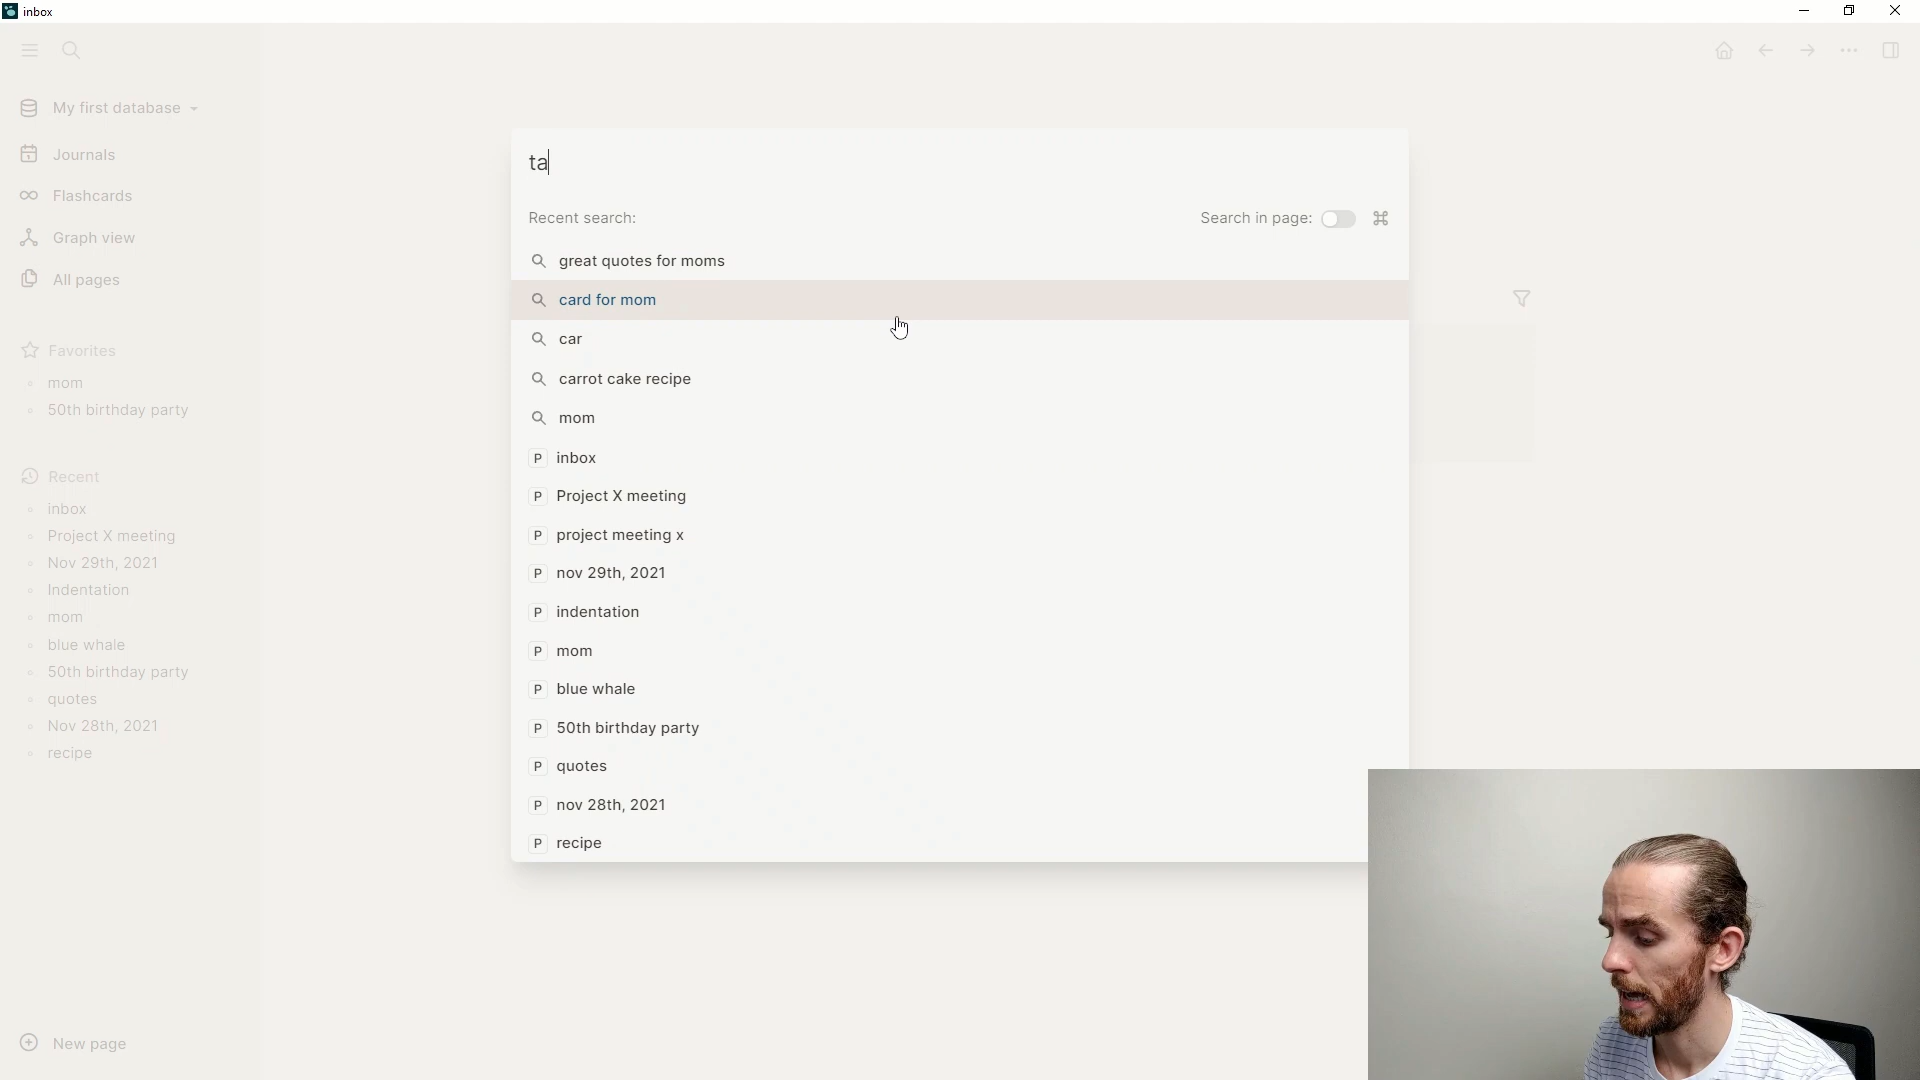 inbox
My first database
Journals
Flashcards
Graph view
All pages
Favorites
mom
50th birthday party
Recent
inbox
Project X meeting
Nov 29th, 2021
Indentation
mom
blue whale
50th birthday party
quotes
Nov 28th, 2021
recipe
New page
ta
Recent search:
Search in page:
great quotes for moms
card for mom
car
carrot cake recipe
mom
P inbox
P Project X meeting
P project meeting x
P nov 29th, 2021
P indentation
P mom
P blue whale
P 50th birthday party
P quotes
P nov 28th, 2021
P recipe